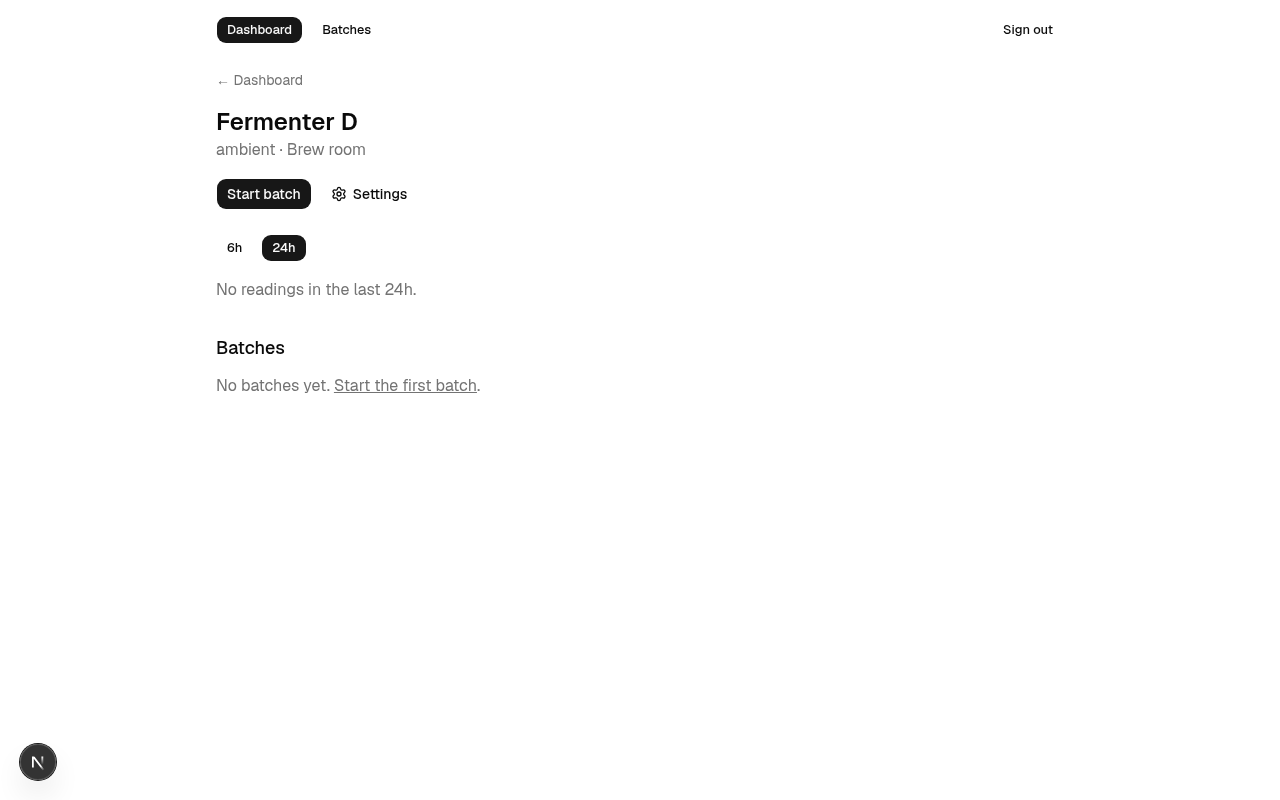 Dashboard Batches Sign out
← Dashboard
Fermenter D
ambient · Brew room
Start batch Settings
6h 24h
No readings in the last 24h.
Batches
No batches yet. Start the first batch.
N